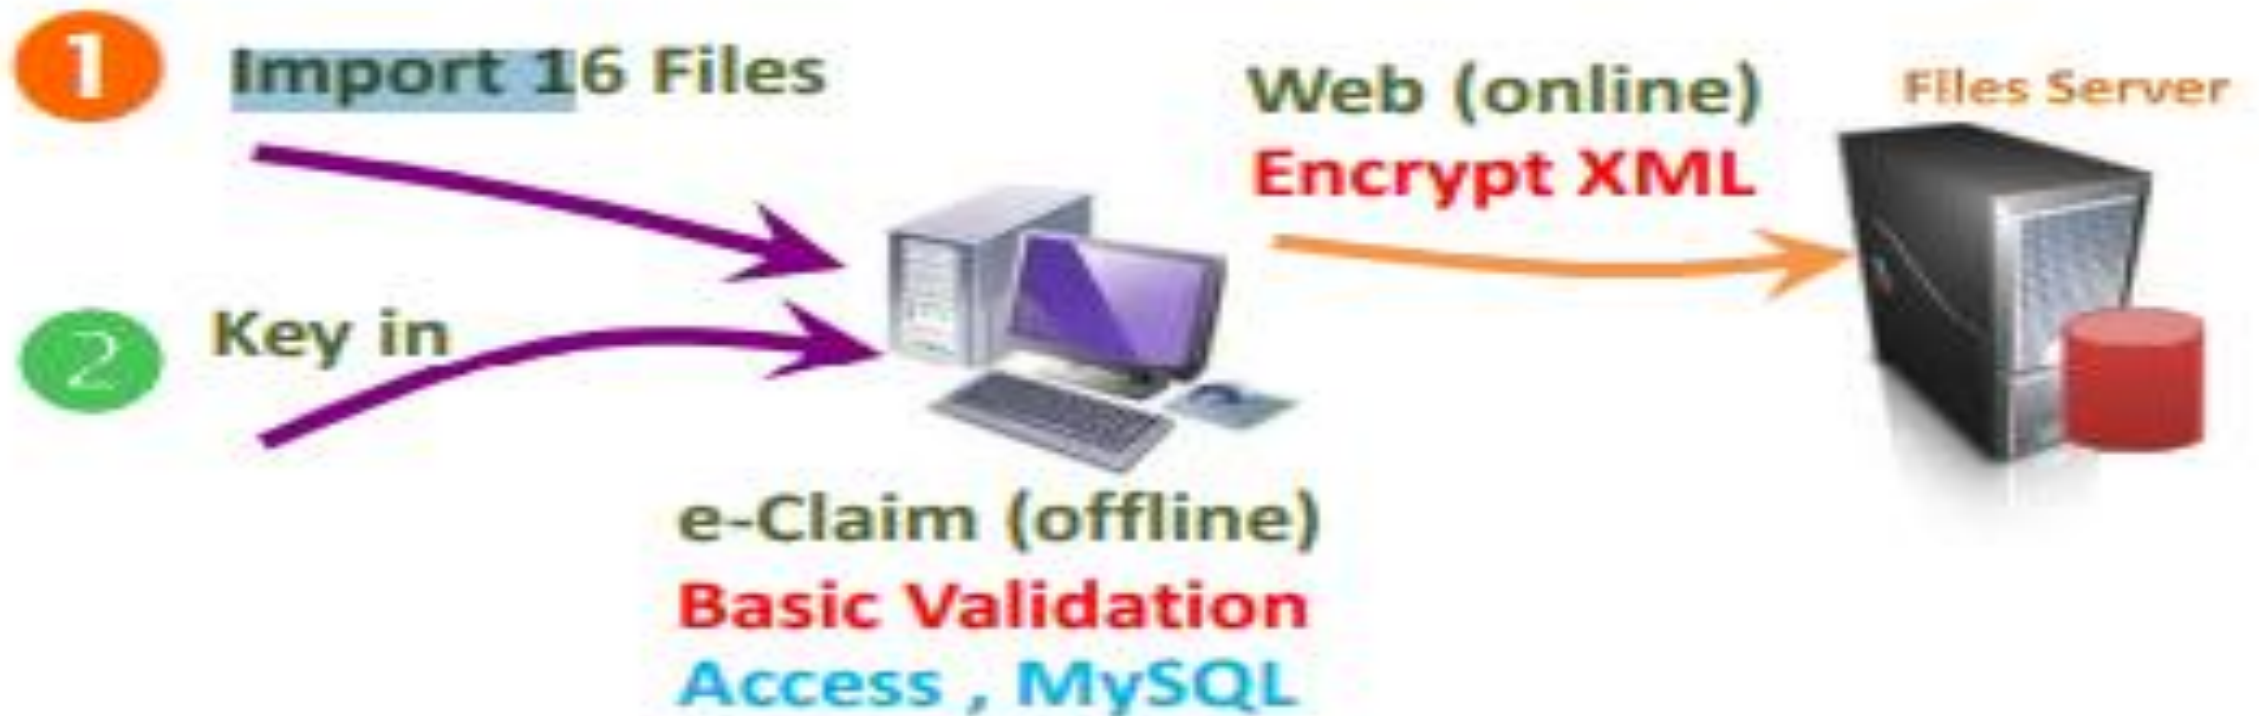 1 Import 16 Files
Web (online)
Encrypt XML
Files Server
2 Key in
e-Claim (offline)
Basic Validation
Access , MySQL